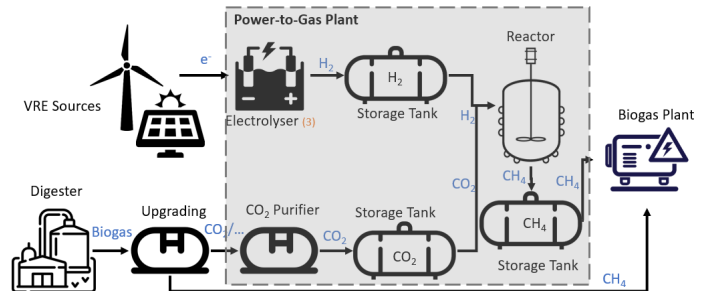 Power-to-Gas Plant
Reactor
e-
H2
H2
VRE Sources
Electrolyser (3)
Storage Tank
H2
Biogas Plant
CH4
CH4
CO2
Digester
Upgrading
CO2 Purifier
Storage Tank
Biogas
CO2/...
CO2
CO2
CH4
Storage Tank
CH4